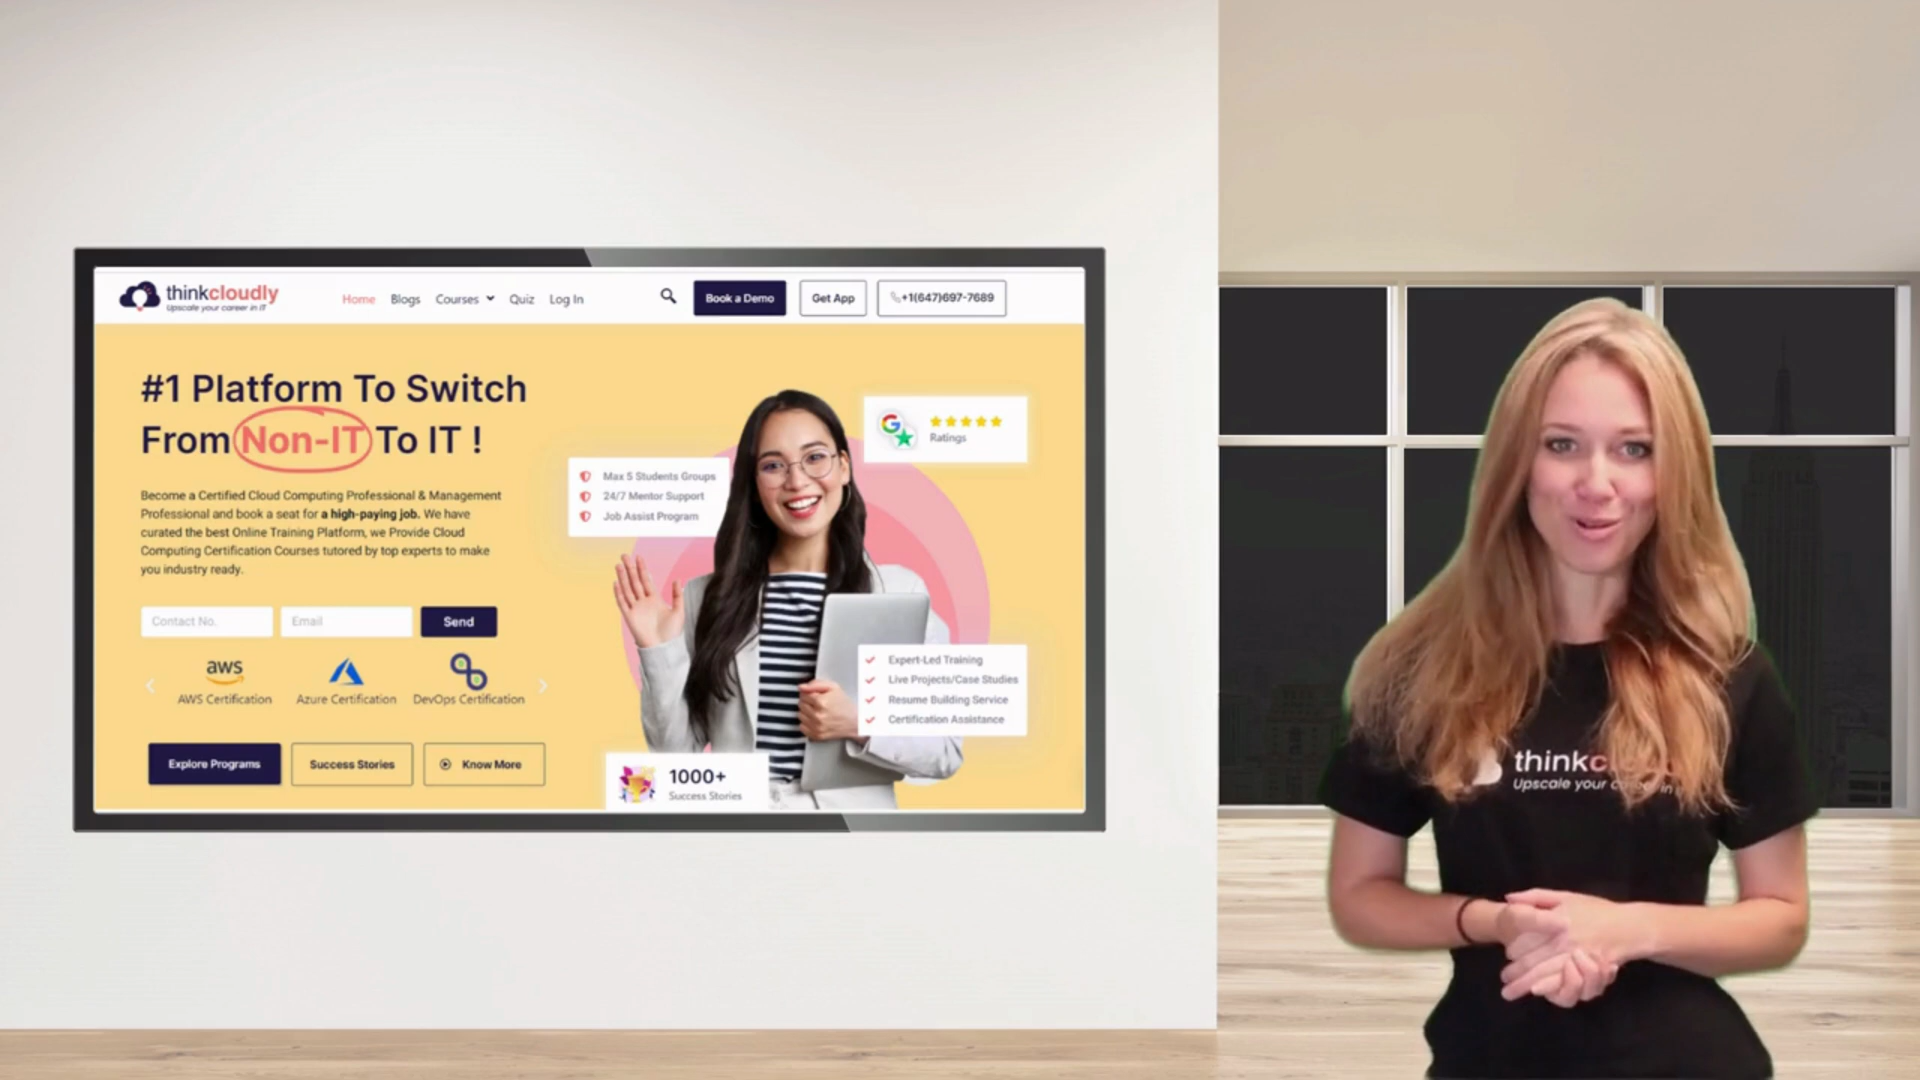 thinkcloudly
Upscale your career in IT
Home Blogs Courses Quiz Log In
Book a Demo
Get App
+1(647)697-7689
#1 Platform To Switch
From Non-IT To IT !
Become a Certified Cloud Computing Professional & Management
Professional and book a seat for a high-paying job. We have
curated the best Online Training Platform, we Provide Cloud
Computing Certification Courses tutored by top experts to make
you industry ready.
Contact No.
Email
Send
aws
AWS Certification
Azure Certification
DevOps Certification
Explore Programs
Success Stories
Know More
Max 5 Students Groups
24/7 Mentor Support
Job Assist Program
G
Ratings
Expert-Led Training
Live Projects/Case Studies
Resume Building Service
Certification Assistance
1000+
Success Stories
thinkc
Upscale your in